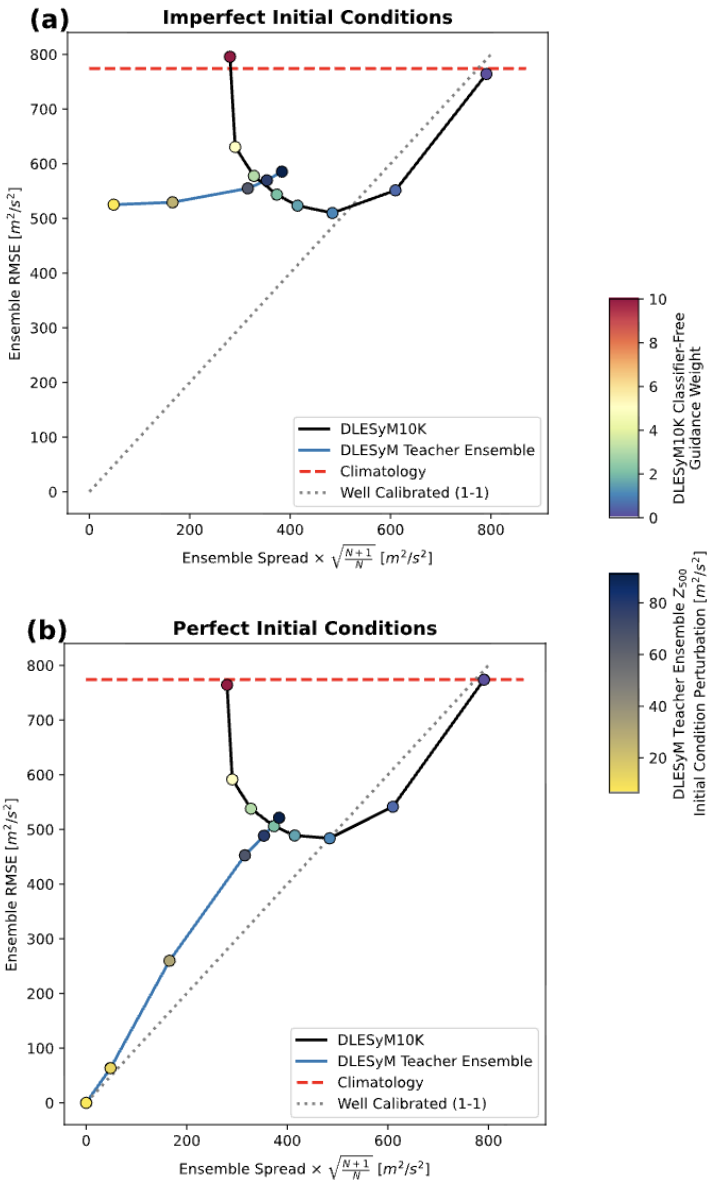 (a) Imperfect Initial Conditions
800
700
600
500
400
300
200
100
0
Ensemble RMSE [m²/s²]
DLESyM10K
DLESyM Teacher Ensemble
Climatology
Well Calibrated (1-1)
0 200 400 600 800
Ensemble Spread × √(N+1/N) [m²/s²]
10
8
6
4
2
0
DLESyM10K Classifier-Free
Guidance Weight
80
60
40
20
DLESyM Teacher Ensemble Z₅₀₀
Initial Condition Perturbation [m²/s²]
(b) Perfect Initial Conditions
800
700
600
500
400
300
200
100
0
Ensemble RMSE [m²/s²]
DLESyM10K
DLESyM Teacher Ensemble
Climatology
Well Calibrated (1-1)
0 200 400 600 800
Ensemble Spread × √(N+1/N) [m²/s²]